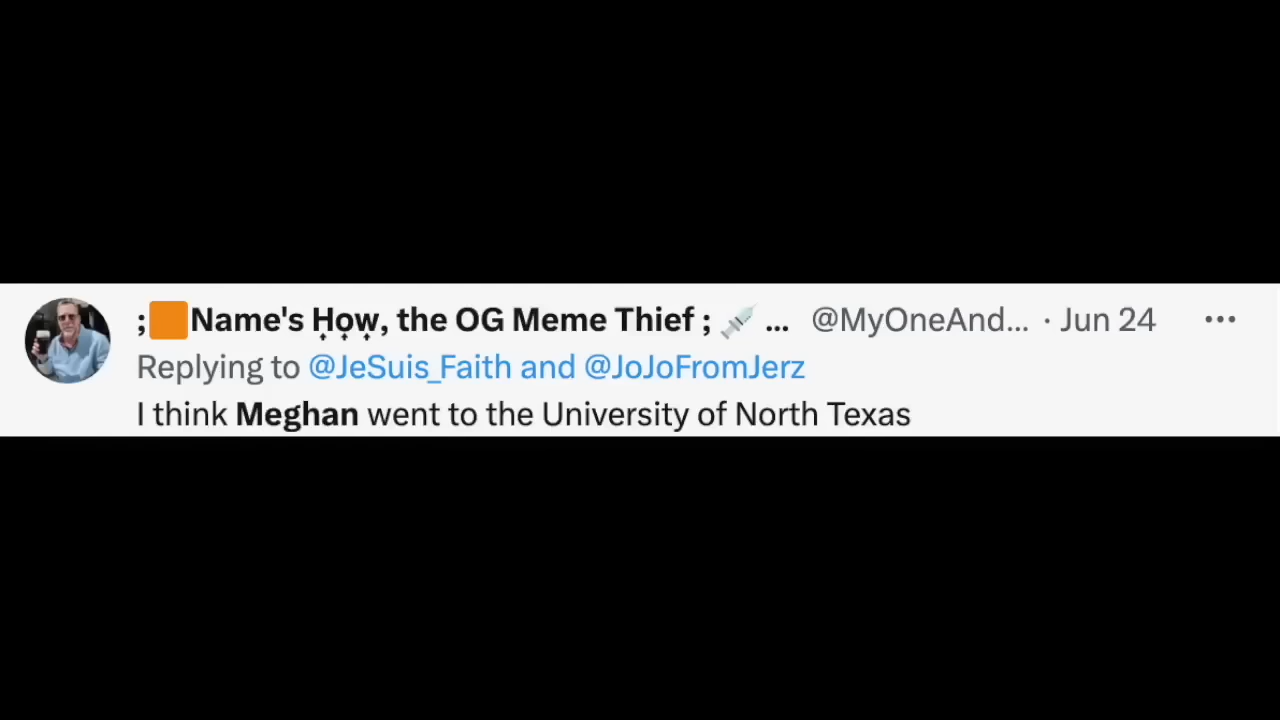 ;🟧Name's Ḥọẉ, the OG Meme Thief ; 💉 ... @MyOneAnd... · Jun 24 ...
Replying to @JeSuis_Faith and @JoJoFromJerz
I think Meghan went to the University of North Texas